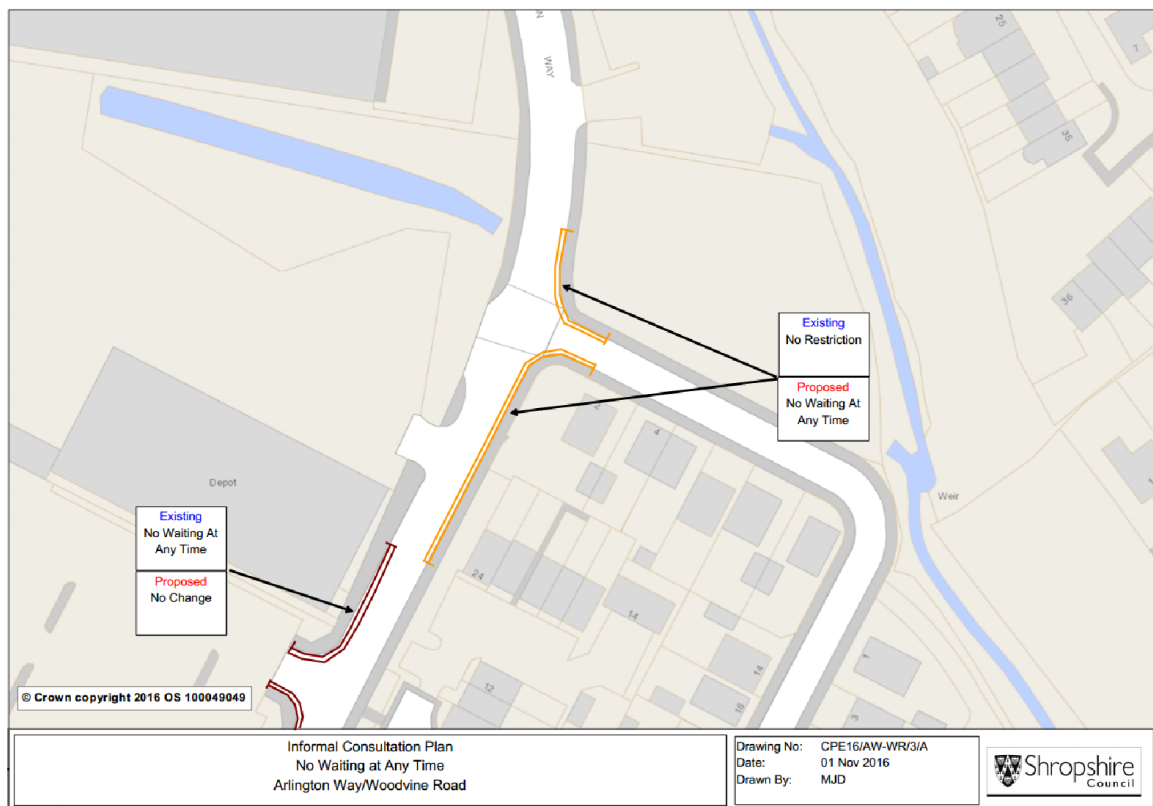 N
WAY
25
7
35
36
Existing
No Restriction
Proposed
No Waiting At
Any Time
2
4
Depot
Weir
Existing
No Waiting At
Any Time
Proposed
No Change
24
14
14
1
12
16
3
© Crown copyright 2016 OS 100049049
Informal Consultation Plan
No Waiting at Any Time
Arlington Way/Woodvine Road
Drawing No: CPE16/AW-WR/3/A
Date: 01 Nov 2016
Drawn By: MJD
Shropshire
Council